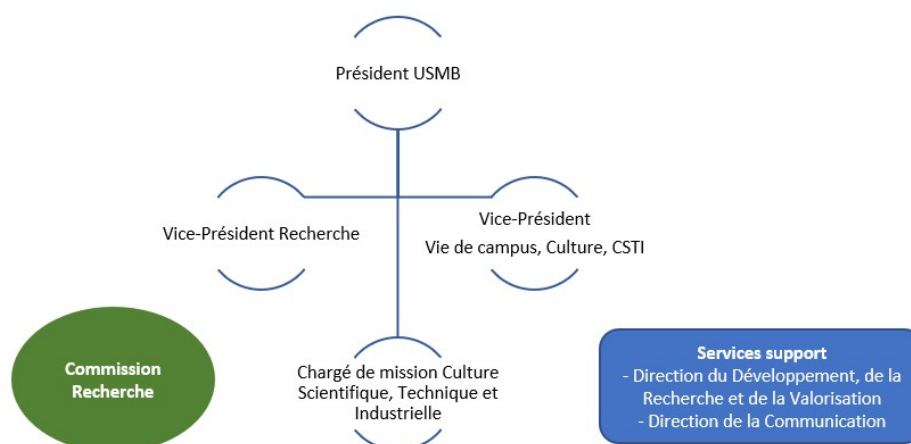 Président USMB
Vice-Président Recherche
Vice-Président
Vie de campus, Culture, CSTI
Commission
Recherche
Chargé de mission Culture
Scientifique, Technique et
Industrielle
Services support
- Direction du Développement, de la
Recherche et de la Valorisation
- Direction de la Communication